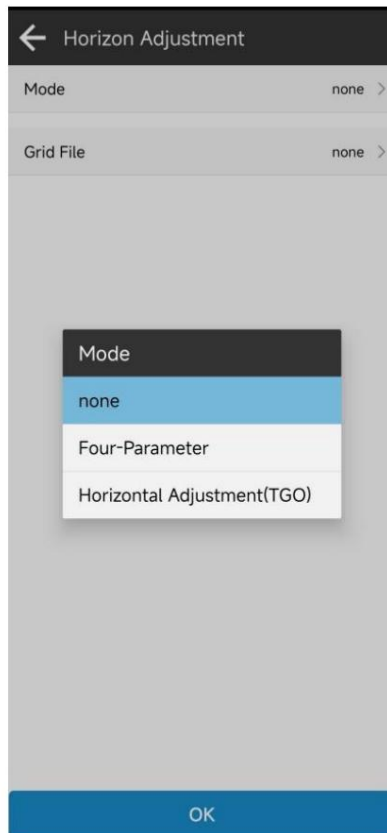 Horizon Adjustment
Mode none
Grid File none
Mode
none
Four-Parameter
Horizontal Adjustment(TGO)
OK